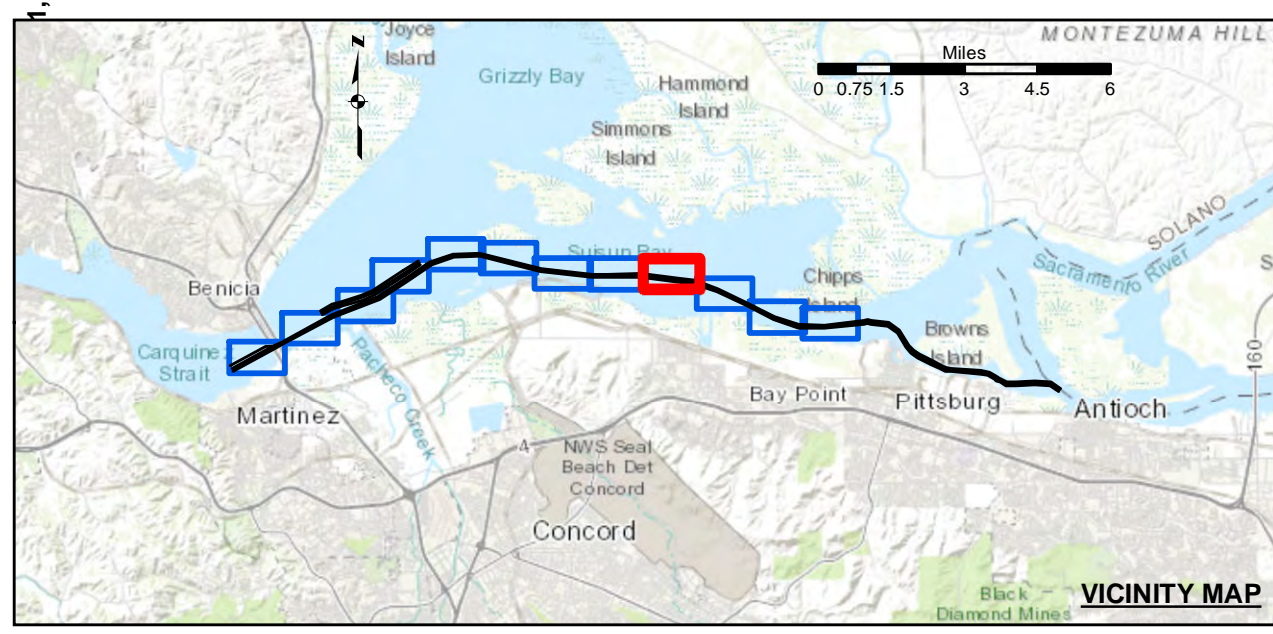 Joyce
Island
N
Grizzly Bay
MONTEZUMA HILL
Miles
0 0.75 1.5 3 4.5 6
Hammond
Island
Simmons
Island
SOLANO
Sacramento River
Suisun Bay
Chipps
Island
Benicia
Carquinez
Strait
Pacheco Creek
Browns
Island
160
Martinez
Bay Point
Pittsburg
Antioch
4
NWS Seal
Beach Det
Concord
Concord
Black
Diamond Mines
VICINITY MAP